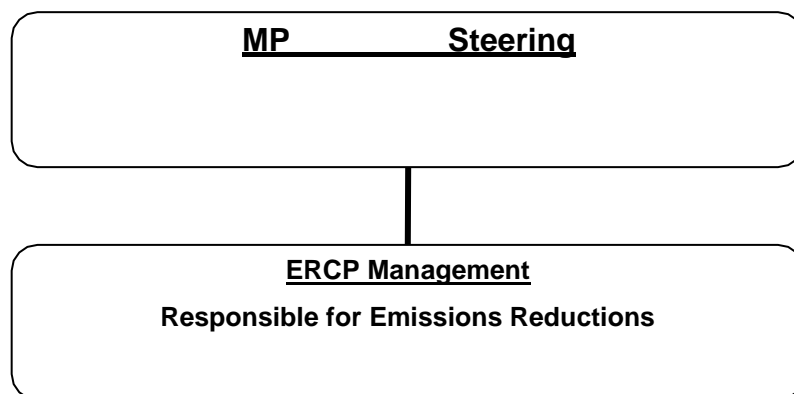 MP Steering
ERCP Management
Responsible for Emissions Reductions